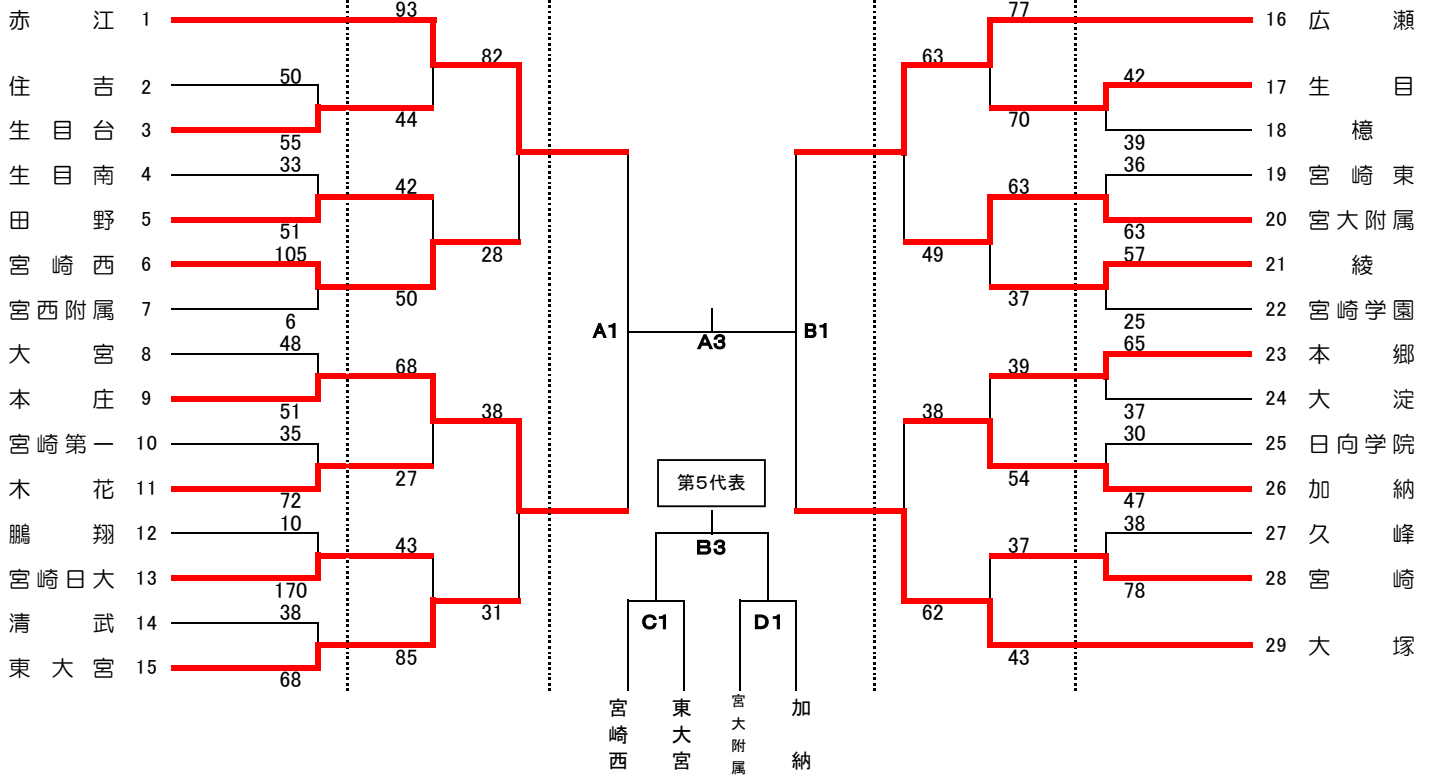 赤江 1 93 77 16 広瀬
82 63
住吉 2 50 42 17 生目
44 70
生目台 3 55 39 18 檍
生目南 4 33 36 19 宮崎東
42 63
田野 5 51 63 20 宮大附属
宮崎西 6 105 28 49 57 21 綾
50 37
宮西附属 7 6 25 22 宮崎学園
A1 A3 B1
大宮 8 48 65 23 本郷
68 39
本庄 9 51 37 24 大淀
38 38
宮崎第一 10 35 30 25 日向学院
27 54
木花 11 72 47 26 加納
第5代表
鵬翔 12 10 38 27 久峰
43 B3 37
宮崎日大 13 170 78 28 宮崎
清武 14 38 31 C1 D1 62
東大宮 15 68 85 43 29 大塚
宮崎西
東大宮
宮大附属
加納